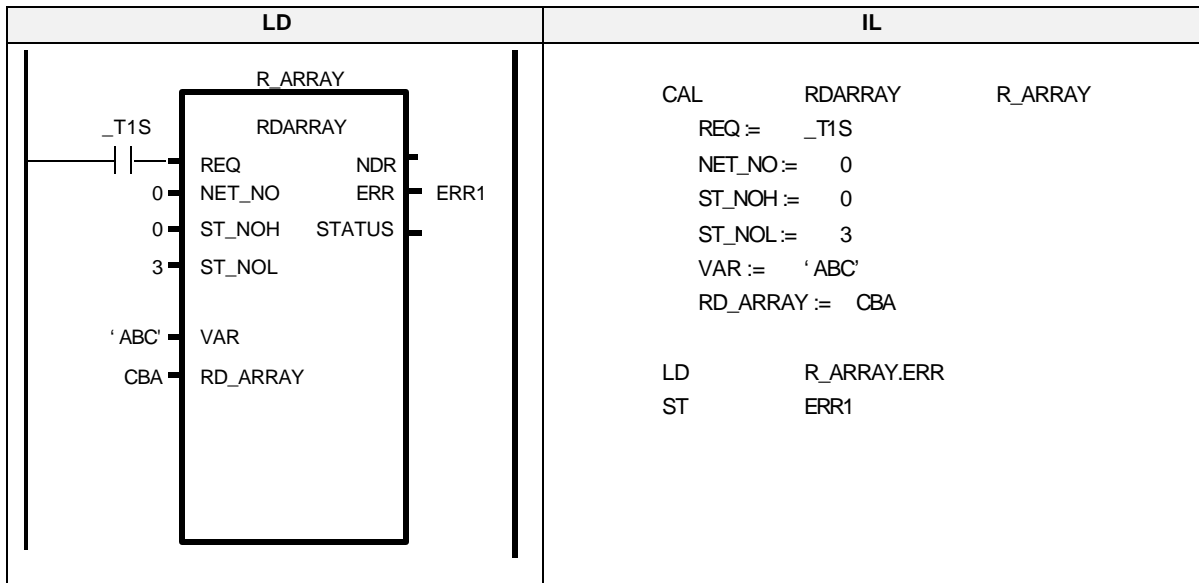 LD
IL
R_ARRAY
_T1S
RDARRAY
REQ NDR
0 NET_NO ERR ERR1
0 ST_NOH STATUS
3 ST_NOL
‘ ABC’ VAR
CBA RD_ARRAY
CAL RDARRAY R_ARRAY
REQ := _T1S
NET_NO := 0
ST_NOH := 0
ST_NOL := 3
VAR := ‘ ABC’
RD_ARRAY := CBA
LD R_ARRAY.ERR
ST ERR1